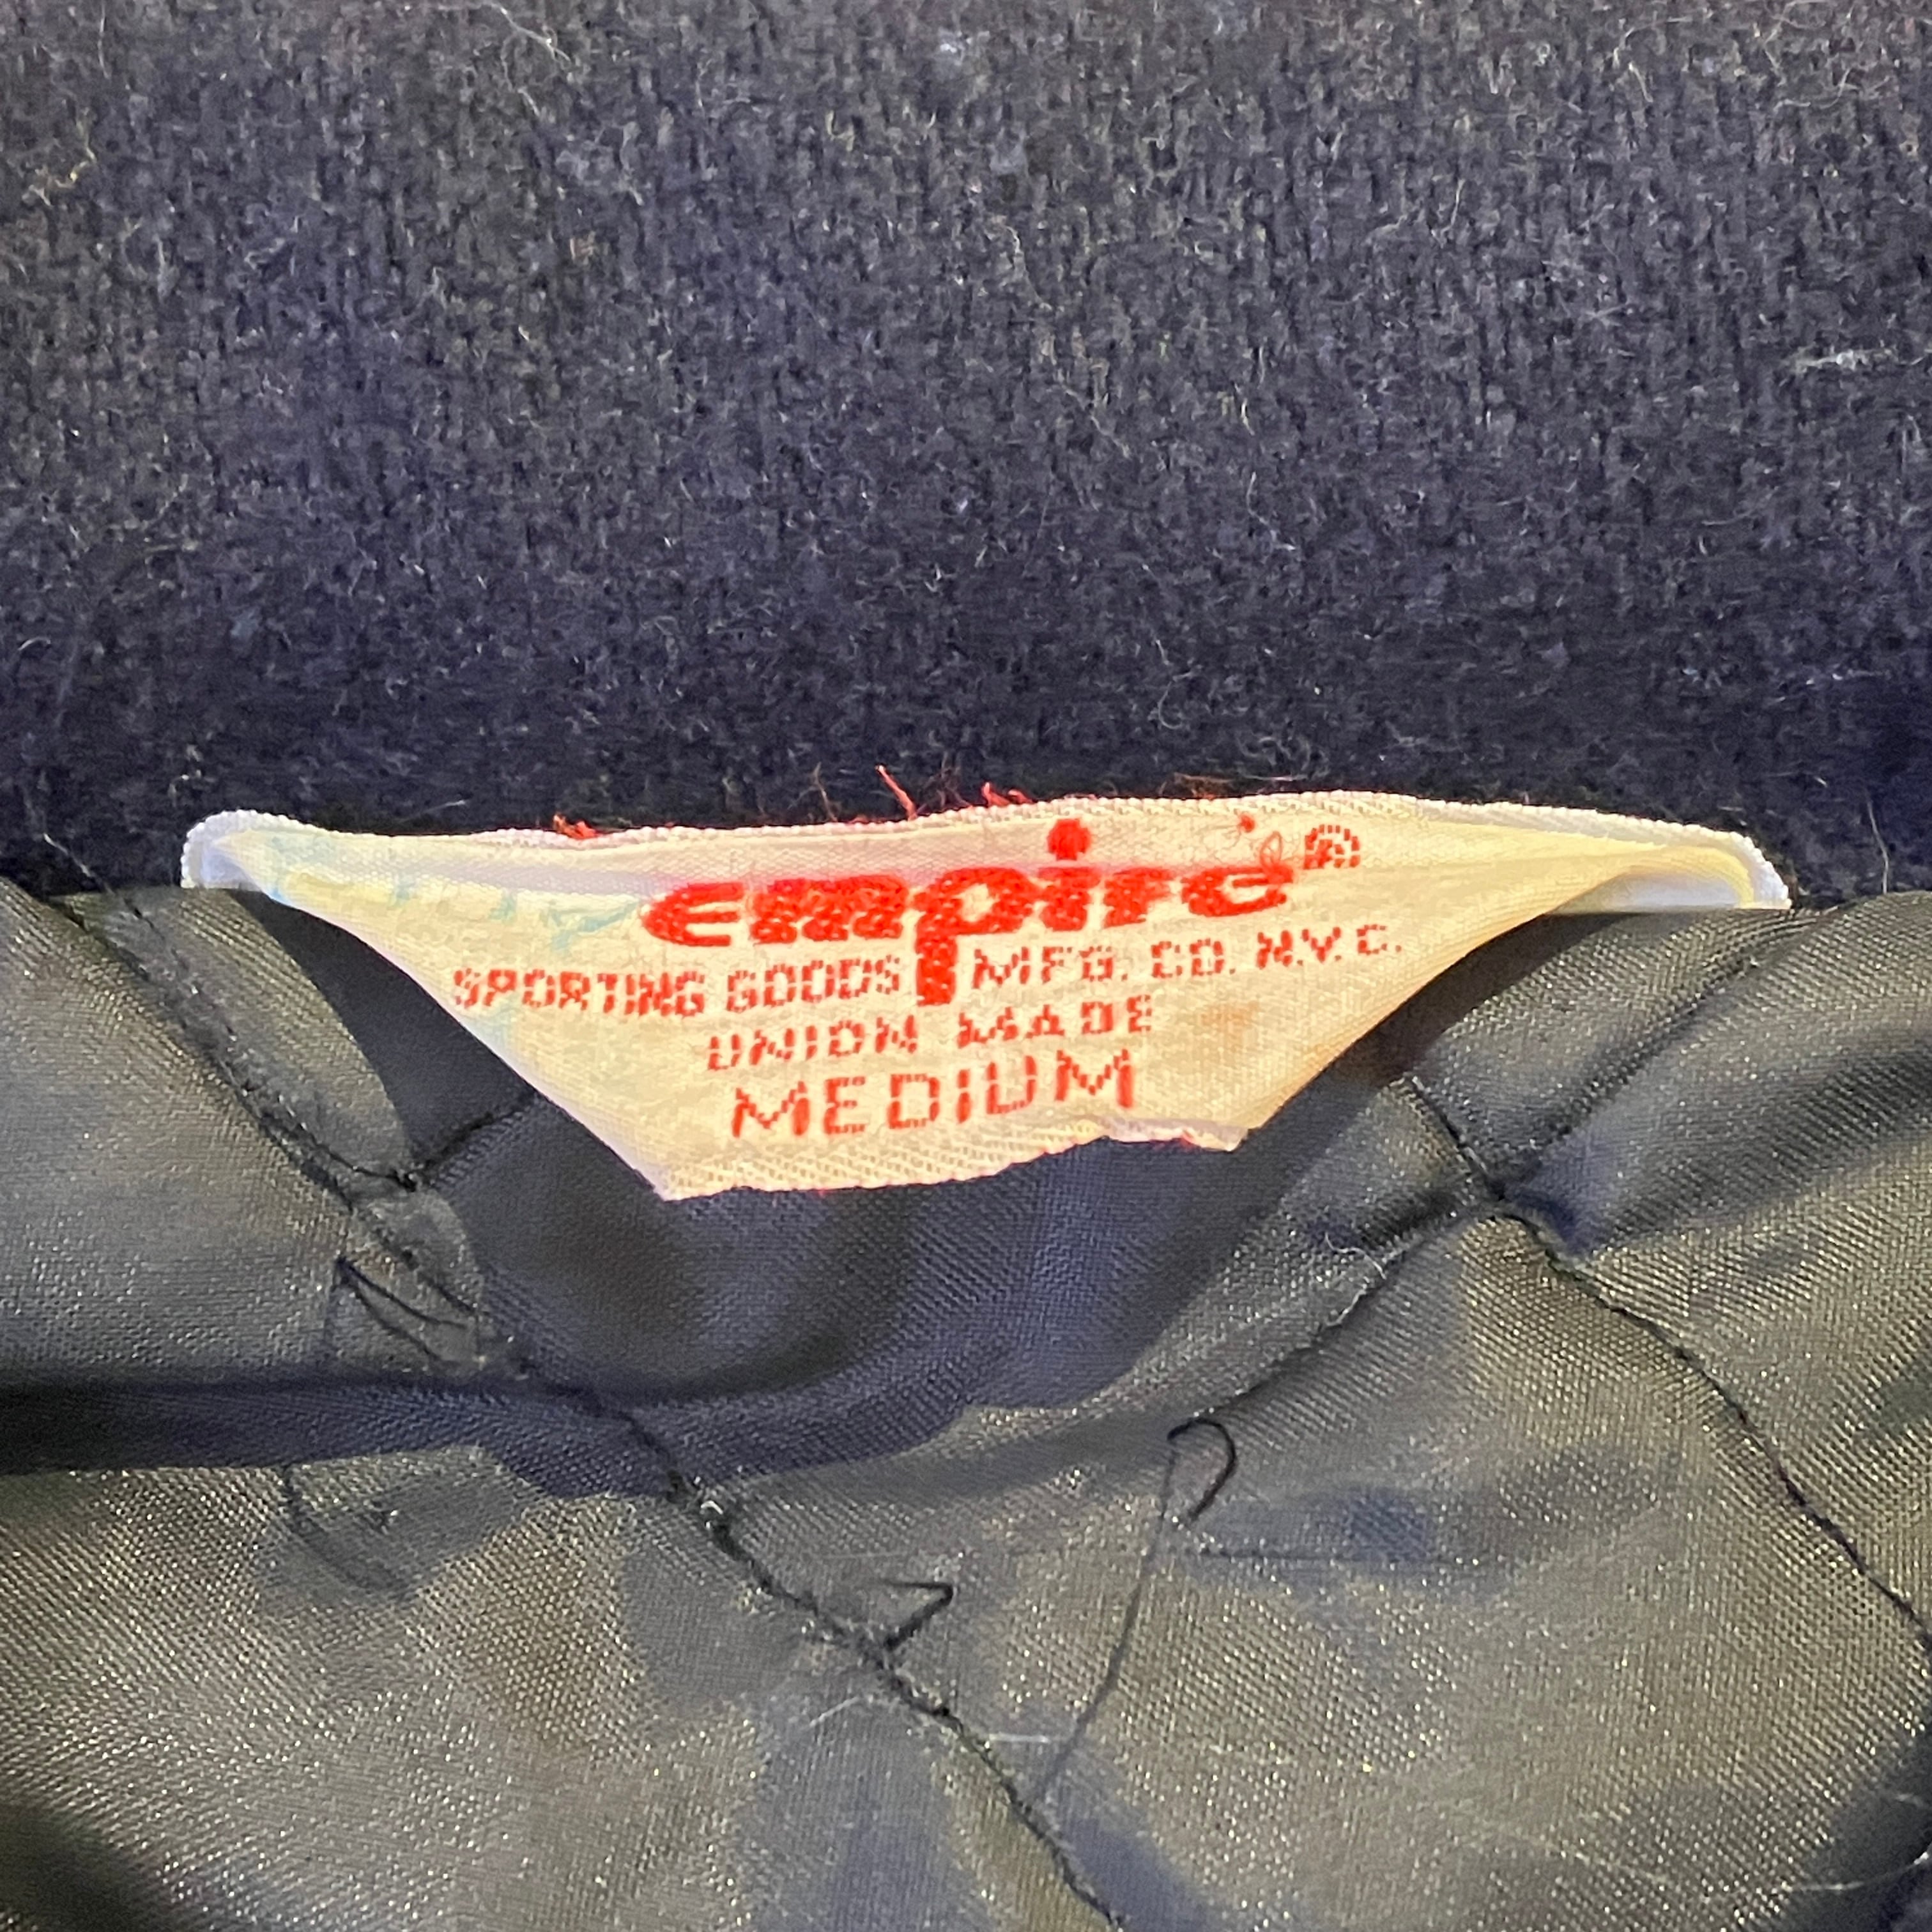 empire®
SPORTING GOODS MFG. CO. N.Y.C.
UNION MADE
MEDIUM